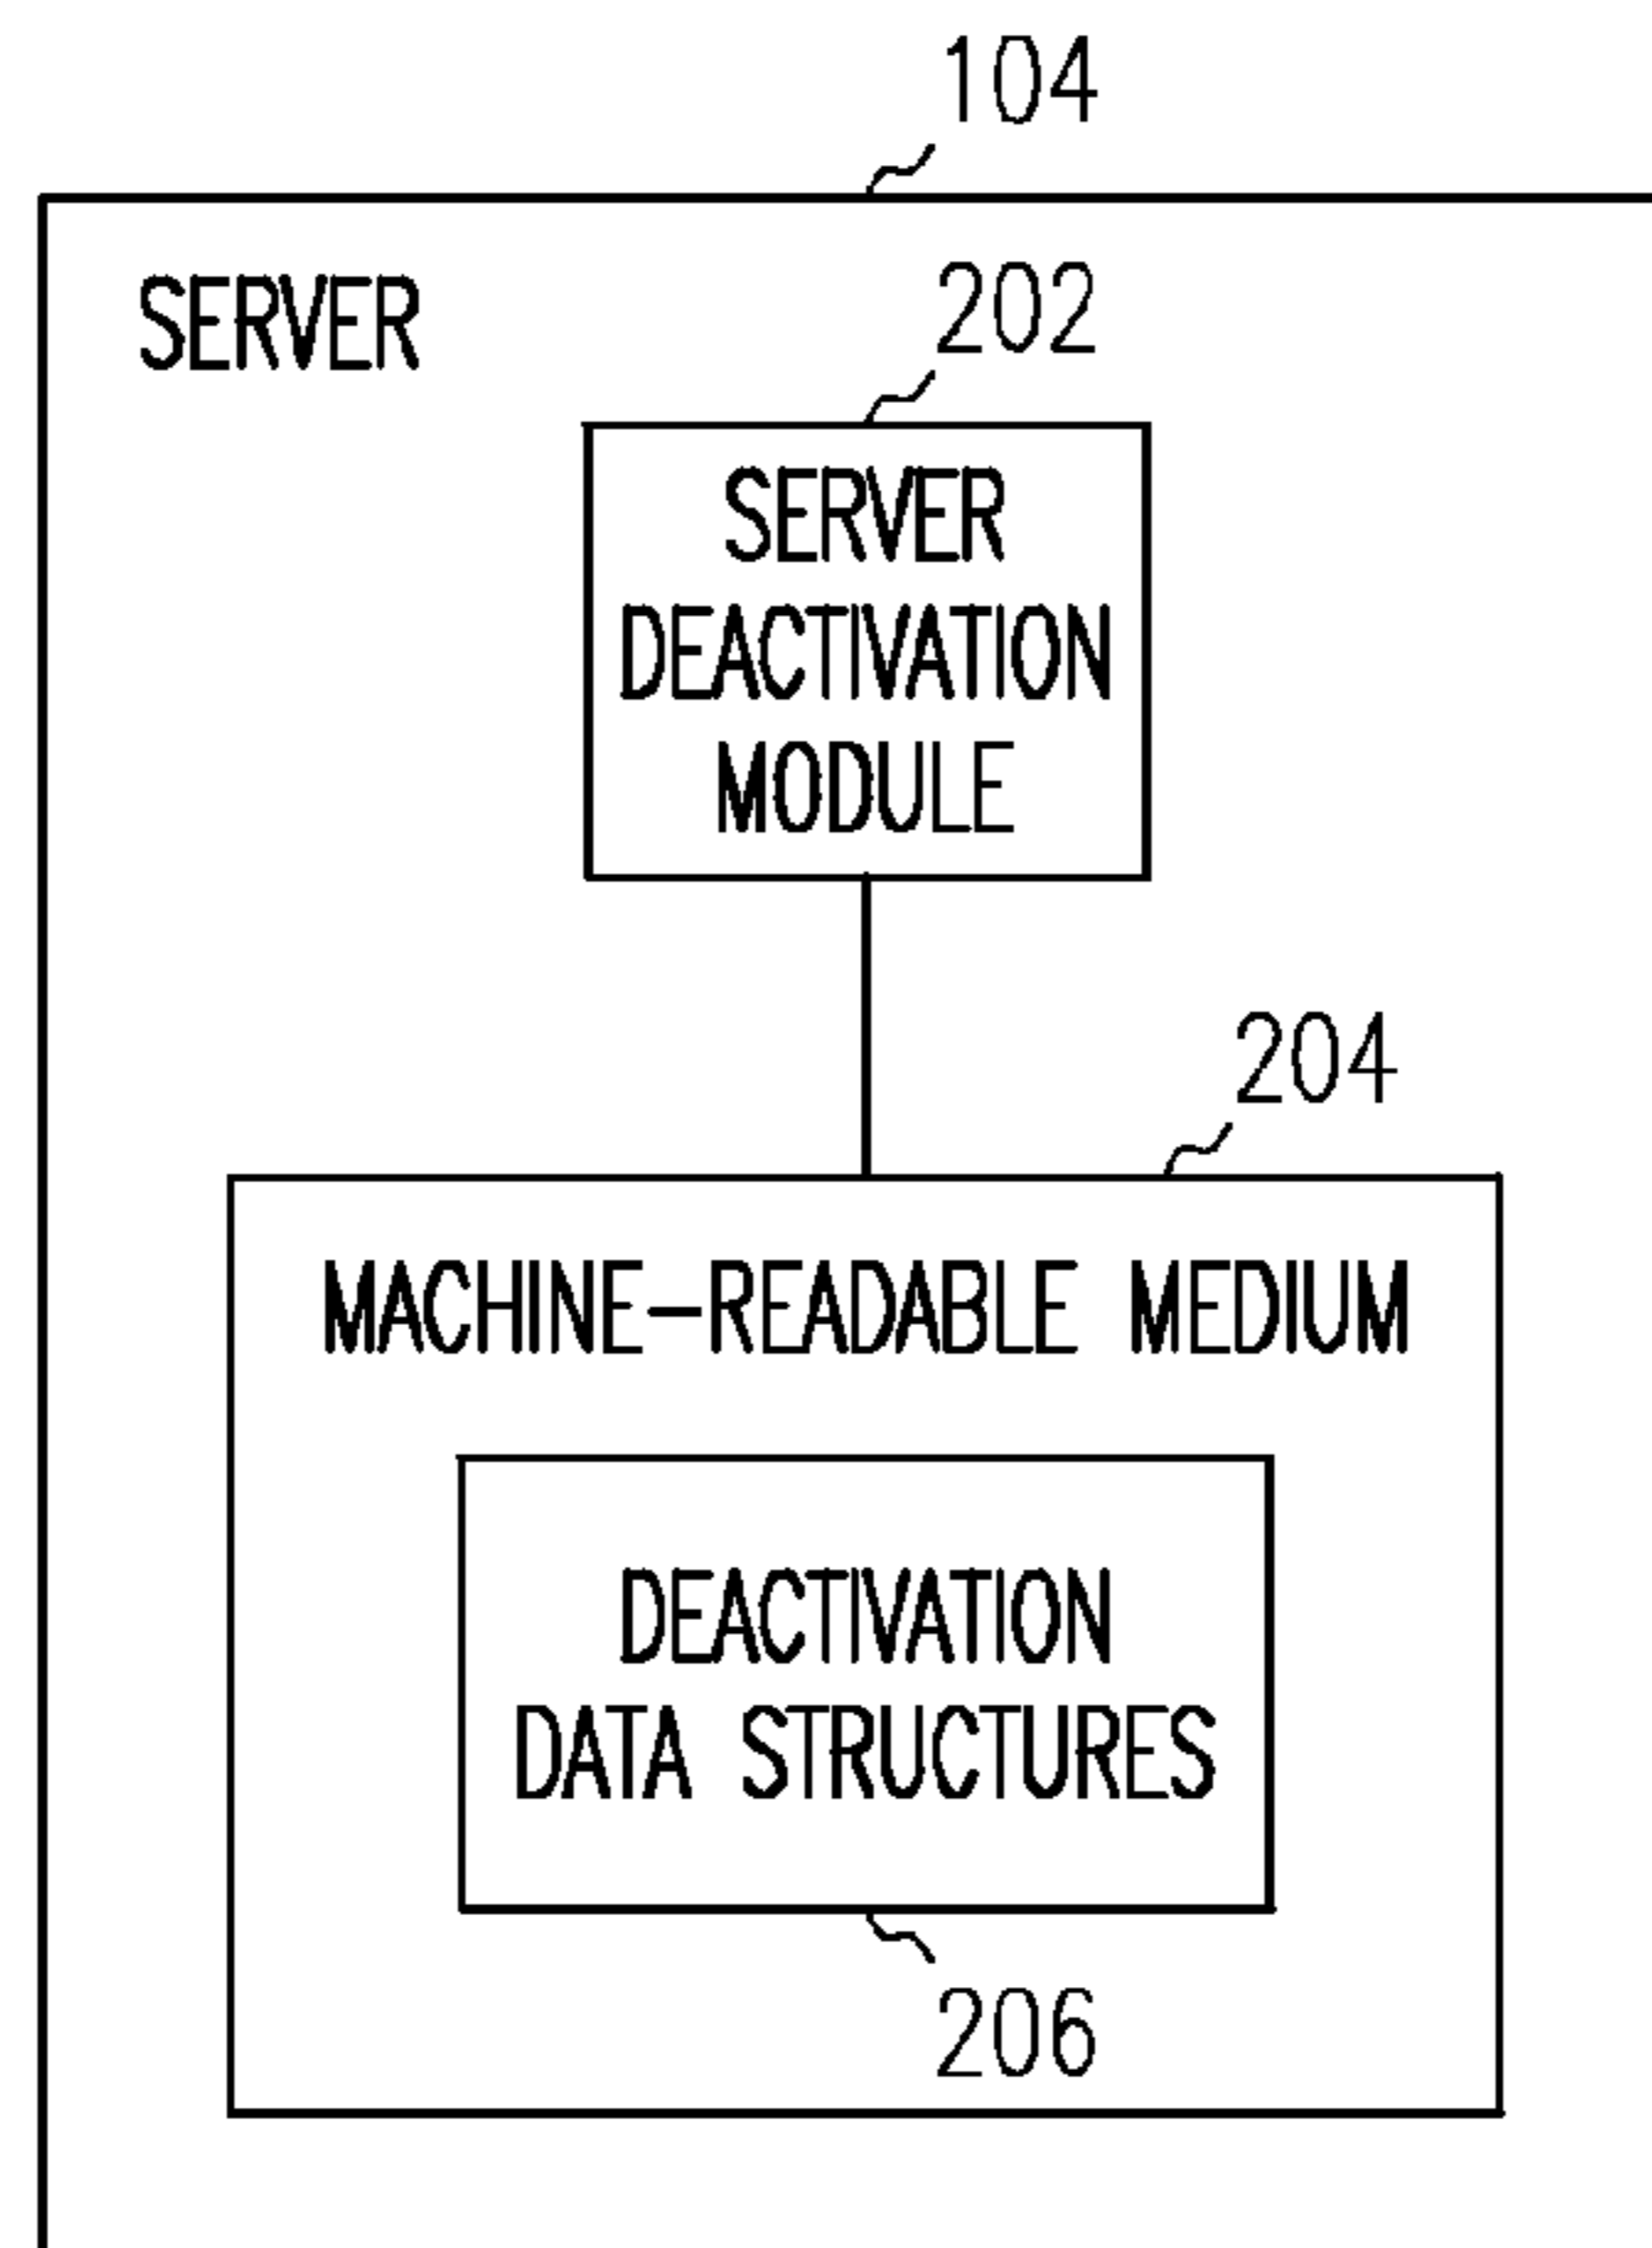 104
SERVER
202
SERVER
DEACTIVATION
MODULE
204
MACHINE-READABLE MEDIUM
DEACTIVATION
DATA STRUCTURES
206